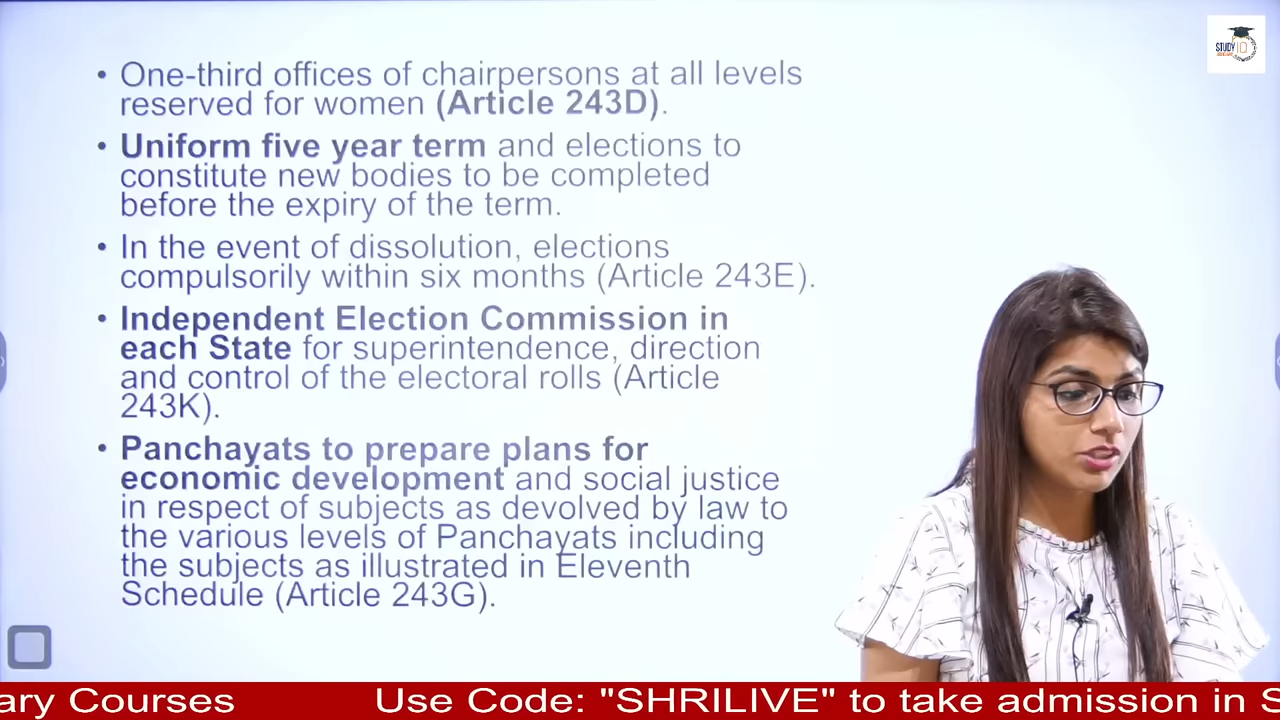 • One-third offices of chairpersons at all levels
reserved for women (Article 243D).
• Uniform five year term and elections to
constitute new bodies to be completed
before the expiry of the term.
• In the event of dissolution, elections
compulsorily within six months (Article 243E).
• Independent Election Commission in
each State for superintendence, direction
and control of the electoral rolls (Article
243K).
• Panchayats to prepare plans for
economic development and social justice
in respect of subjects as devolved by law to
the various levels of Panchayats including
the subjects as illustrated in Eleventh
Schedule (Article 243G).
STUDY IQ
ary Courses Use Code: "SHRILIVE" to take admission in S